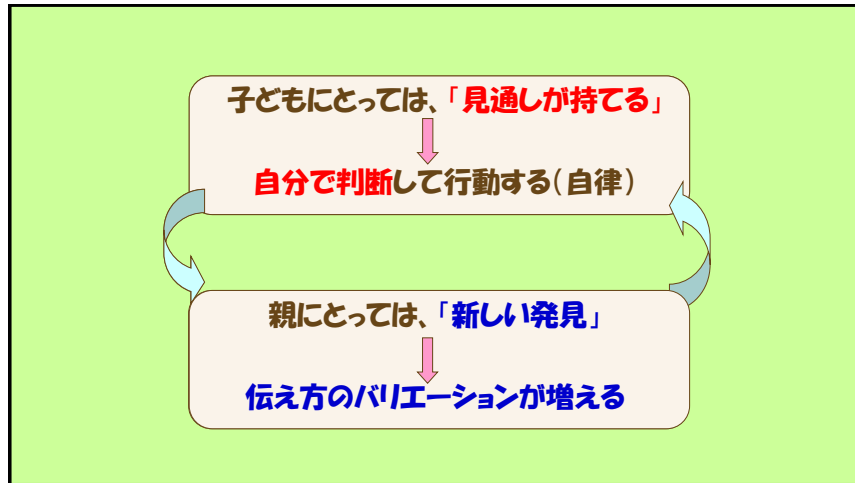 子どもにとっては、「見通しが持てる」
自分で判断して行動する(自律)
親にとっては、「新しい発見」
伝え方のバリエーションが増える